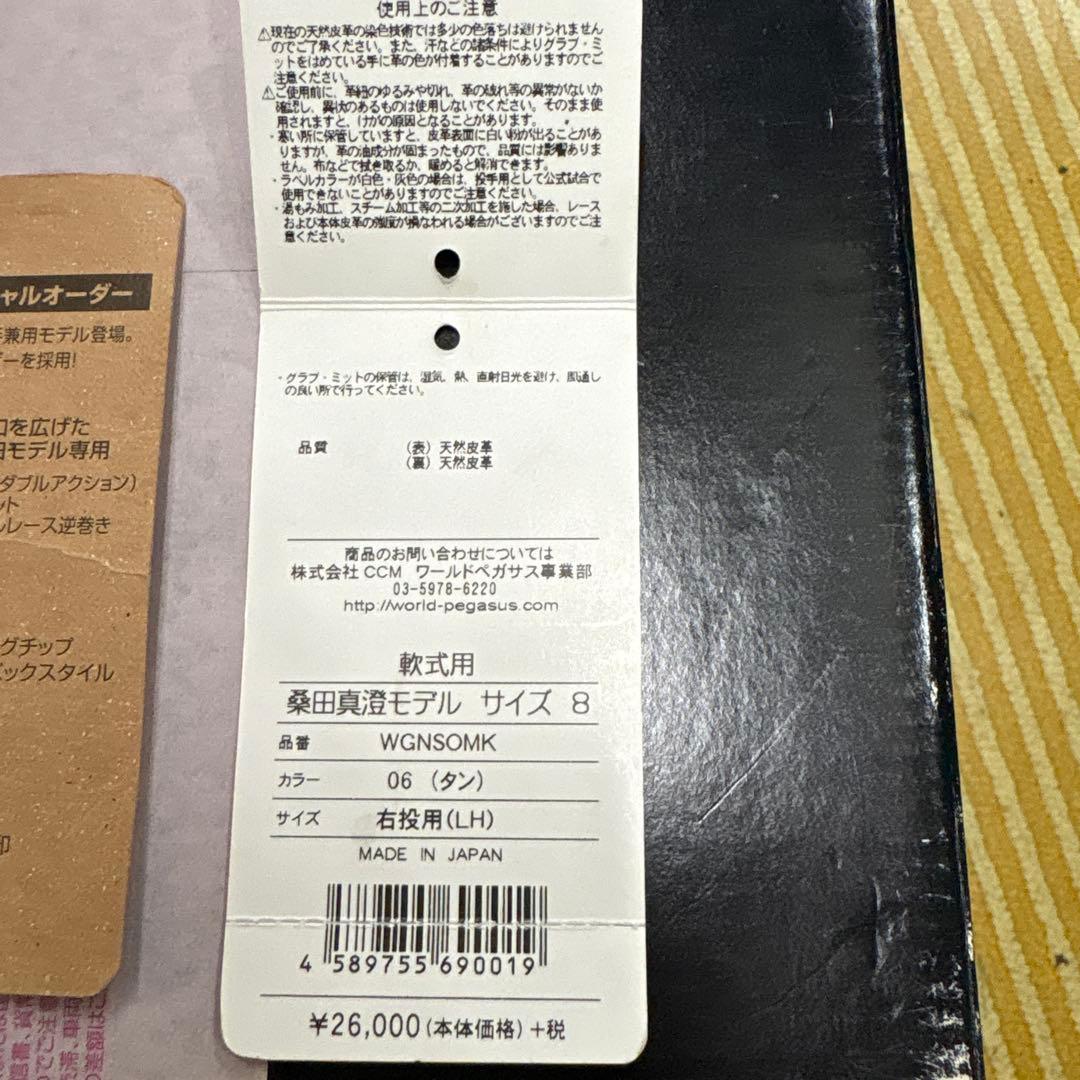 使用上のご注意
⚠現在の天然皮革の染色技術では多少の色落ちは避けられません
のでご了承ください。また、汗などの諸条件によりグラブ・ミ
ットをはめている手に革の色が付着することがありますのでご
注意ください。
⚠ご使用前に、革紐のゆるみや切れ、革の破れ等の異常がないか
確認し、異状のあるものは使用しないでください。そのまま使
用されますと、けがの原因となることがあります。
・寒い所に保管していますと、皮革表面に白い粉が出ることがあ
りますが、革の油成分が固まったもので、品質には影響ありま
せん。布などで拭き取るか、暖めると解消できます。
・ラベルカラーが白色・灰色の場合は、投手用として公式試合で
使用できないことがありますのでご注意ください。
・湯もみ加工、スチーム加工等の二次加工を施した場合、レース
および本体皮革の強度が損なわれる場合がございますのでご注
意ください。
・グラブ・ミットの保管は、湿気、熱、直射日光を避け、風通し
の良い所で行ってください。
品質 (表) 天然皮革
(裏) 天然皮革
商品のお問い合わせについては
株式会社CCM ワールドペガサス事業部
03-5978-6220
http://world-pegasus.com
軟式用
桑田真澄モデル サイズ 8
品番 WGNSOMK
カラー 06 (タン)
サイズ 右投用(LH)
MADE IN JAPAN
4 589755 690019
¥26,000(本体価格)+税
ャルオーダー
兼用モデル登場。
ーを採用!
口を広げた
用モデル専用
ダブルアクション)
ット
レース逆巻き
グチップ
バックスタイル
印